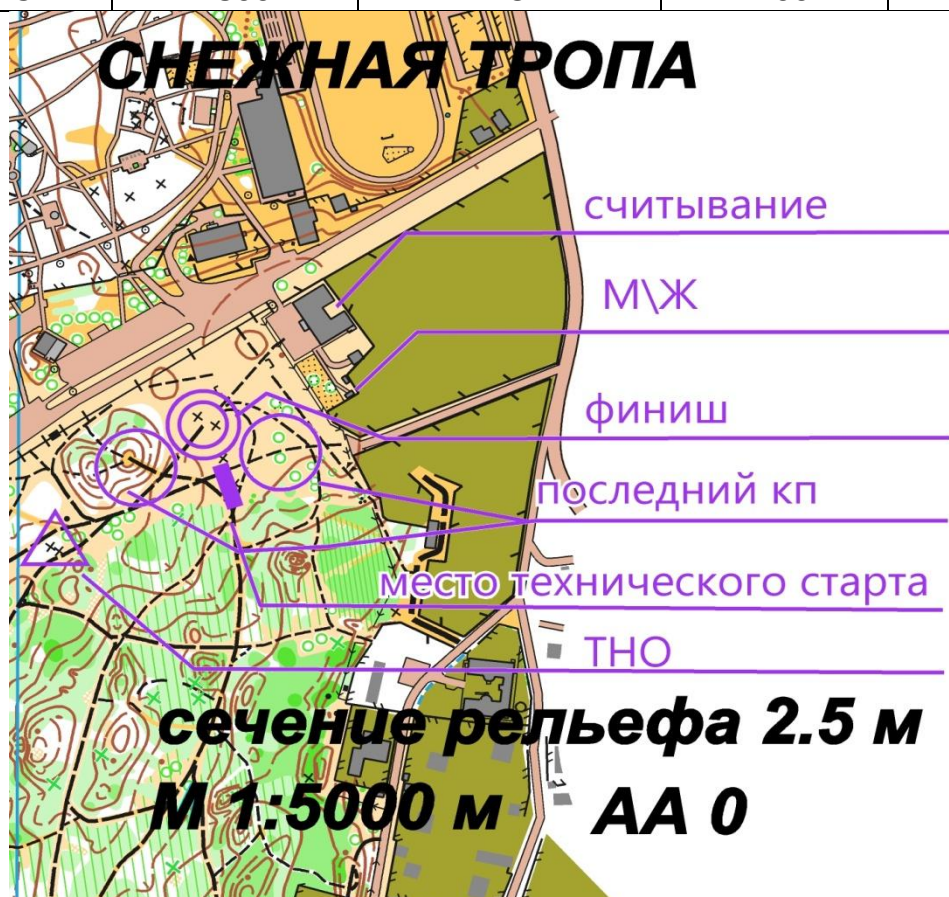 СНЕЖНАЯ ТРОПА
считывание
М\Ж
финиш
последний кп
место технического старта
ТНО
сечение рельефа 2.5 м
М 1:5000 м АА 0